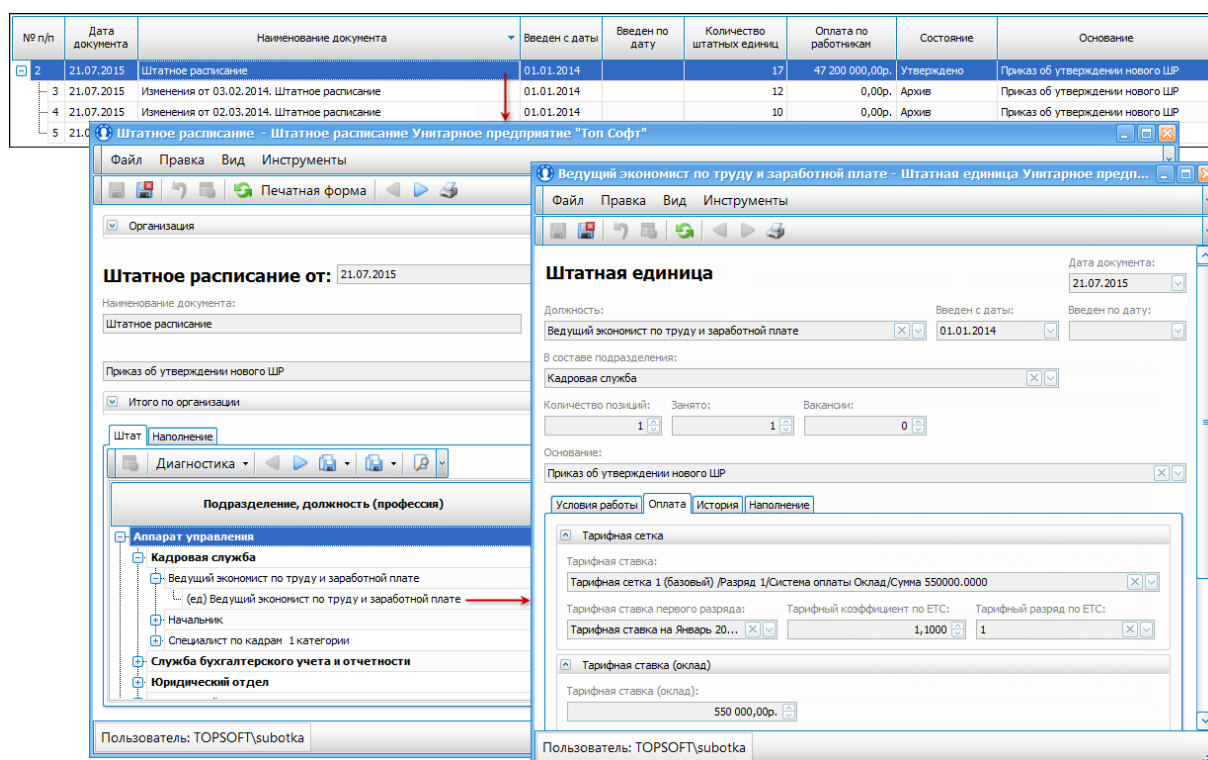 № п/п Дата документа Наименование документа Введен с даты Введен по дату Количество штатных единиц Оплата по работникам Состояние Основание
2 21.07.2015 Штатное расписание 01.01.2014 17 47 200 000,00р. Утверждено Приказ об утверждении нового ШР
3 21.07.2015 Изменения от 03.02.2014. Штатное расписание 01.01.2014 12 0,00р. Архив Приказ об утверждении нового ШР
4 21.07.2015 Изменения от 02.03.2014. Штатное расписание 01.01.2014 10 0,00р. Архив Приказ об утверждении нового ШР
5 21.0
Штатное расписание - Штатное расписание Унитарное предприятие "Топ Софт"
Файл Правка Вид Инструменты
Печатная форма
Организация
Штатное расписание от: 21.07.2015
Наименование документа:
Штатное расписание
Приказ об утверждении нового ШР
Итого по организации
Штат Наполнение
Диагностика
Подразделение, должность (профессия)
Аппарат управления
Кадровая служба
Ведущий экономист по труду и заработной плате
(ед) Ведущий экономист по труду и заработной плате
Начальник
Специалист по кадрам 1 категории
Служба бухгалтерского учета и отчетности
Юридический отдел
Пользователь: TOPSOFT\subotka
Ведущий экономист по труду и заработной плате - Штатная единица Унитарное предп...
Файл Правка Вид Инструменты
Штатная единица
Дата документа:
21.07.2015
Должность: Введен с даты: Введен по дату:
Ведущий экономист по труду и заработной плате 01.01.2014
В составе подразделения:
Кадровая служба
Количество позиций: Занято: Вакансии:
1 1 0
Основание:
Приказ об утверждении нового ШР
Условия работы Оплата История Наполнение
Тарифная сетка
Тарифная ставка:
Тарифная сетка 1 (базовый) /Разряд 1/Система оплаты Оклад/Сумма 550000.0000
Тарифная ставка первого разряда: Тарифный коэффициент по ЕТС: Тарифный разряд по ЕТС:
Тарифная ставка на Январь 20... 1,1000 1
Тарифная ставка (оклад)
Тарифная ставка (оклад):
550 000,00р.
Пользователь: TOPSOFT\subotka